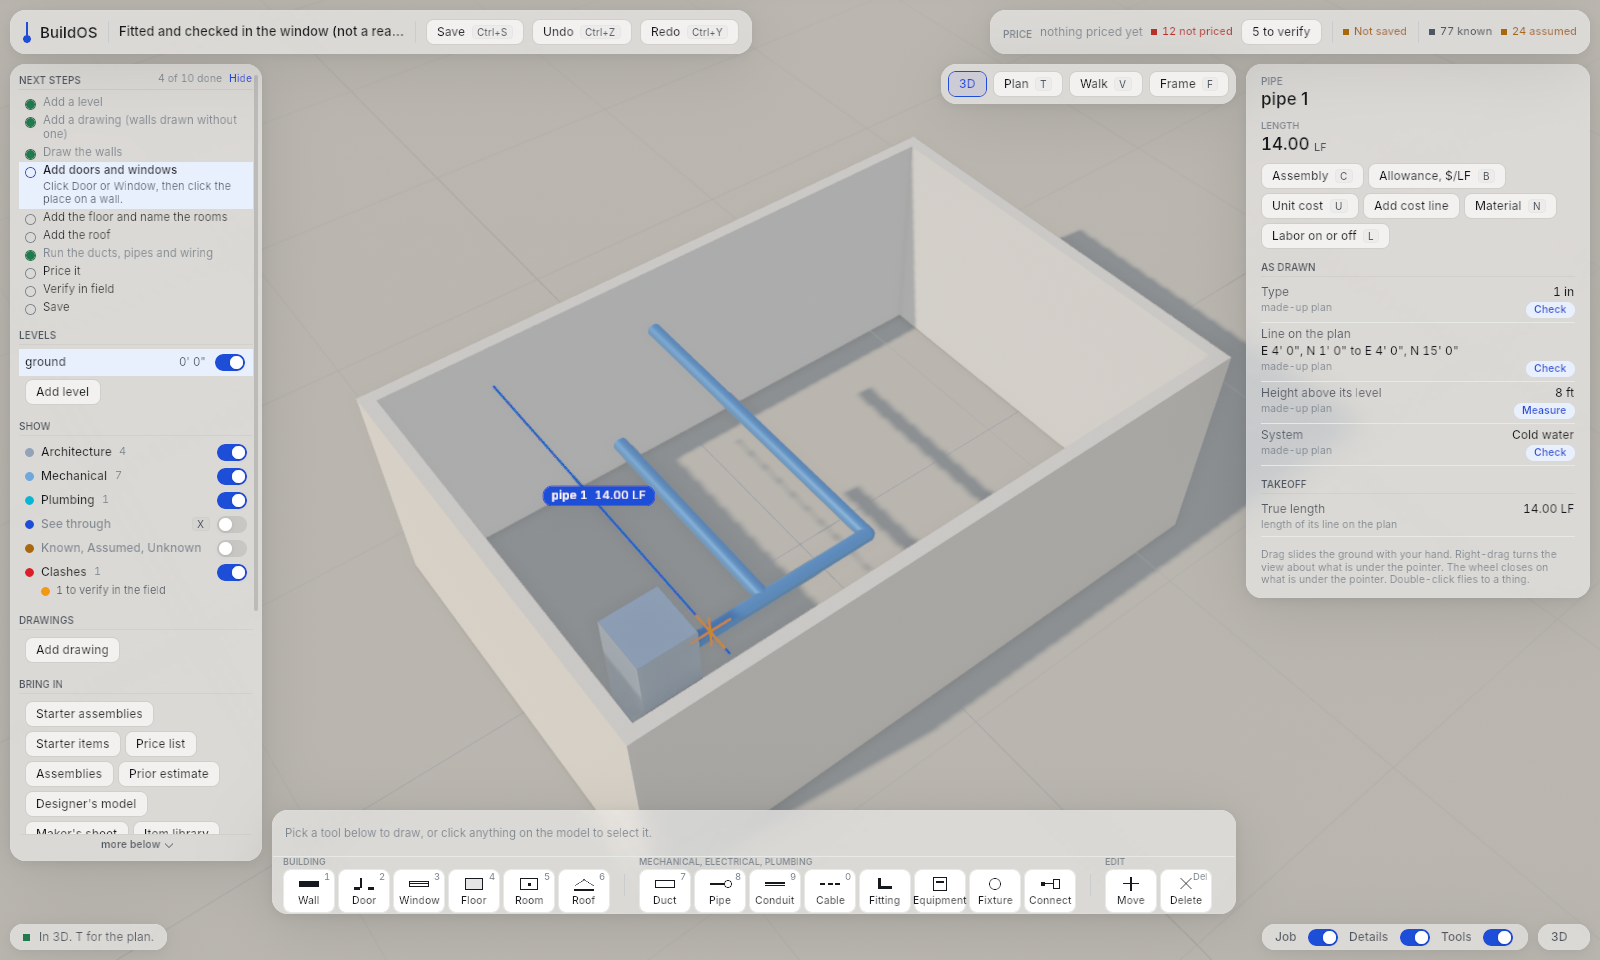 BuildOS
Fitted and checked in the window (not a rea...
Save Ctrl+S
Undo Ctrl+Z
Redo Ctrl+Y
PRICE nothing priced yet
12 not priced
5 to verify
Not saved
77 known
24 assumed
NEXT STEPS 4 of 10 done Hide
Add a level
Add a drawing (walls drawn without
one)
Draw the walls
Add doors and windows
Click Door or Window, then click the
place on a wall.
Add the floor and name the rooms
Add the roof
Run the ducts, pipes and wiring
Price it
Verify in field
Save
LEVELS
ground 0' 0"
Add level
SHOW
Architecture 4
Mechanical 7
Plumbing 1
See through X
Known, Assumed, Unknown
Clashes 1
1 to verify in the field
DRAWINGS
Add drawing
BRING IN
Starter assemblies
Starter items
Price list
Assemblies
Prior estimate
Designer's model
Maker's sheet
Item library
more below
In 3D. T for the plan.
3D
Plan T
Walk V
Frame F
pipe 1 14.00 LF
PIPE
pipe 1
LENGTH
14.00 LF
Assembly C
Allowance, $/LF B
Unit cost U
Add cost line
Material N
Labor on or off L
AS DRAWN
Type 1 in
made-up plan Check
Line on the plan
E 4' 0", N 1' 0" to E 4' 0", N 15' 0"
made-up plan Check
Height above its level 8 ft
made-up plan Measure
System Cold water
made-up plan Check
TAKEOFF
True length 14.00 LF
length of its line on the plan
Drag slides the ground with your hand. Right-drag turns the
view about what is under the pointer. The wheel closes on
what is under the pointer. Double-click flies to a thing.
Pick a tool below to draw, or click anything on the model to select it.
BUILDING
1 Wall
2 Door
3 Window
4 Floor
5 Room
6 Roof
MECHANICAL, ELECTRICAL, PLUMBING
7 Duct
8 Pipe
9 Conduit
0 Cable
Fitting
Equipment
Fixture
Connect
EDIT
Move
Del Delete
Job
Details
Tools
3D